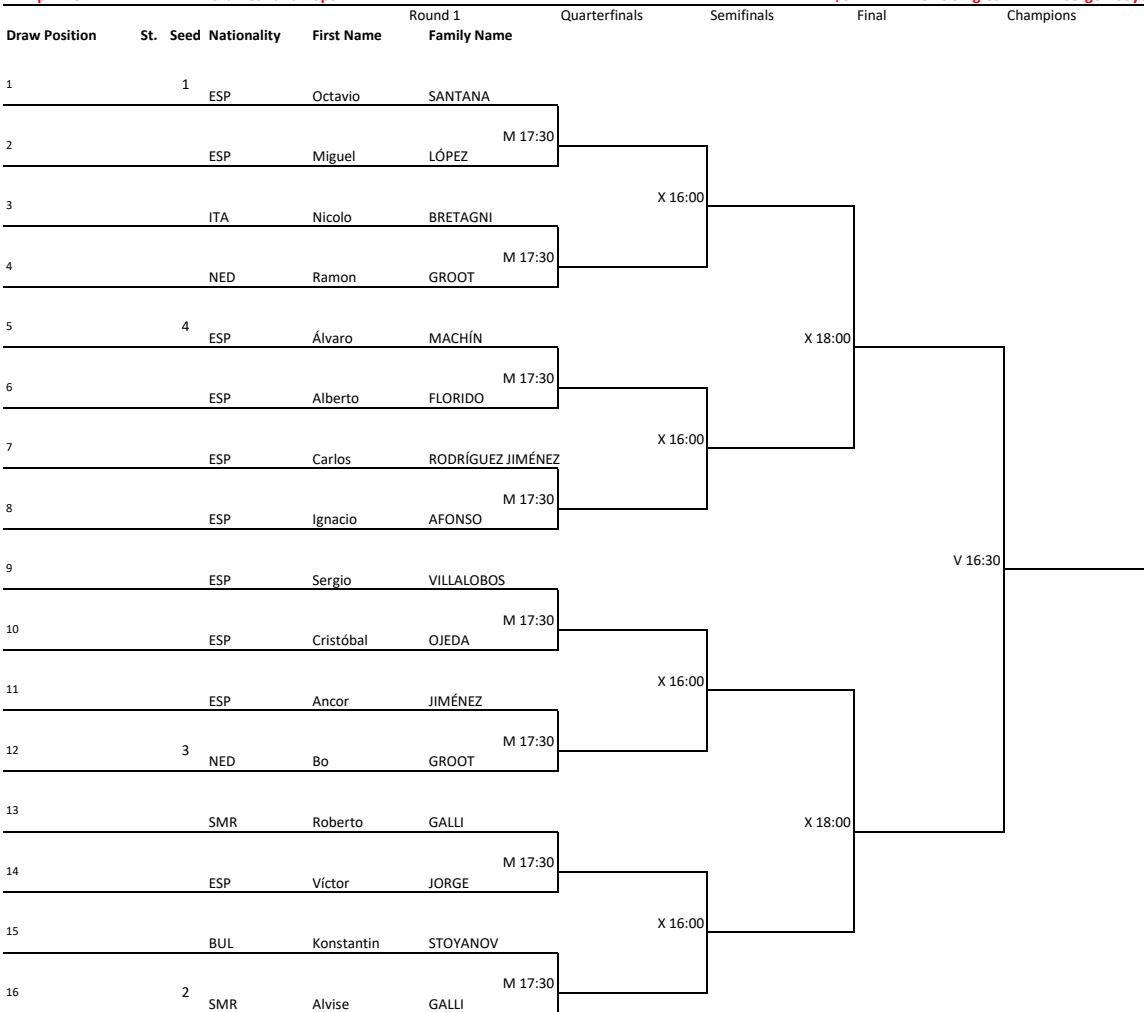 Round 1 Quarterfinals Semifinals Final Champions
Draw Position St. Seed Nationality First Name Family Name
1 1 ESP Octavio SANTANA
M 17:30
2 ESP Miguel LÓPEZ
X 16:00
3 ITA Nicolo BRETAGNI
M 17:30
4 NED Ramon GROOT
5 4 ESP Álvaro MACHÍN
X 18:00
M 17:30
6 ESP Alberto FLORIDO
X 16:00
7 ESP Carlos RODRÍGUEZ JIMÉNEZ
M 17:30
8 ESP Ignacio AFONSO
V 16:30
9 ESP Sergio VILLALOBOS
M 17:30
10 ESP Cristóbal OJEDA
X 16:00
11 ESP Ancor JIMÉNEZ
M 17:30
12 3 NED Bo GROOT
13 SMR Roberto GALLI
X 18:00
M 17:30
14 ESP Víctor JORGE
X 16:00
15 BUL Konstantin STOYANOV
M 17:30
16 2 SMR Alvise GALLI